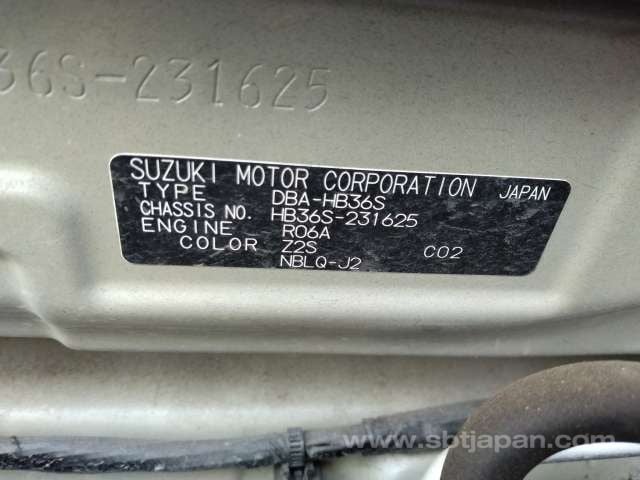 36S-231625
SUZUKI MOTOR CORPORATION JAPAN
TYPE DBA-HB36S
CHASSIS NO. HB36S-231625
ENGINE R06A
COLOR Z2S C02
NBLQ-J2
www.sbtjapan.com